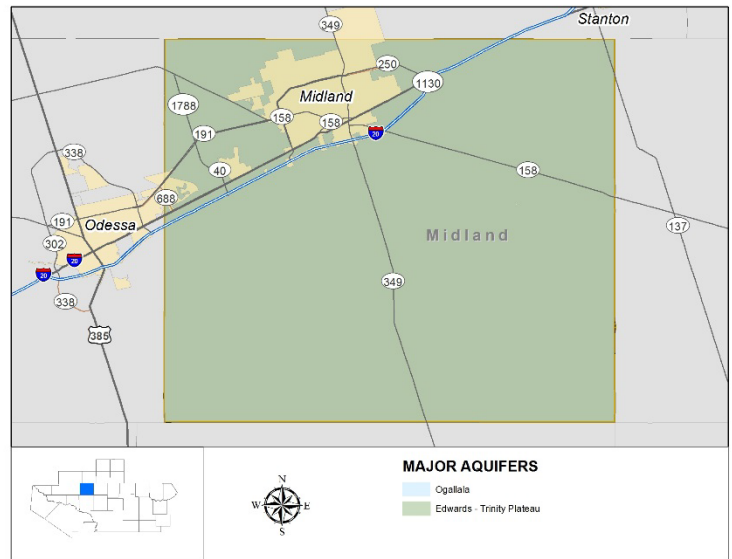 Stanton
349
250
1130
Midland
1788
158
158
191
20
338
40
158
688
191
Odessa
137
302
Midland
20
20
349
338
385
N
W
E
S
MAJOR AQUIFERS
Ogallala
Edwards - Trinity Plateau